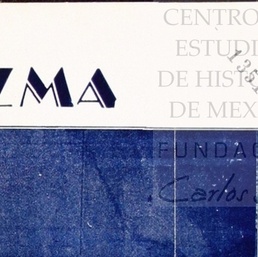 CENTRO
ESTUDI
DE HIST
DE MEX
ZMA
FUNDAC
Carlos